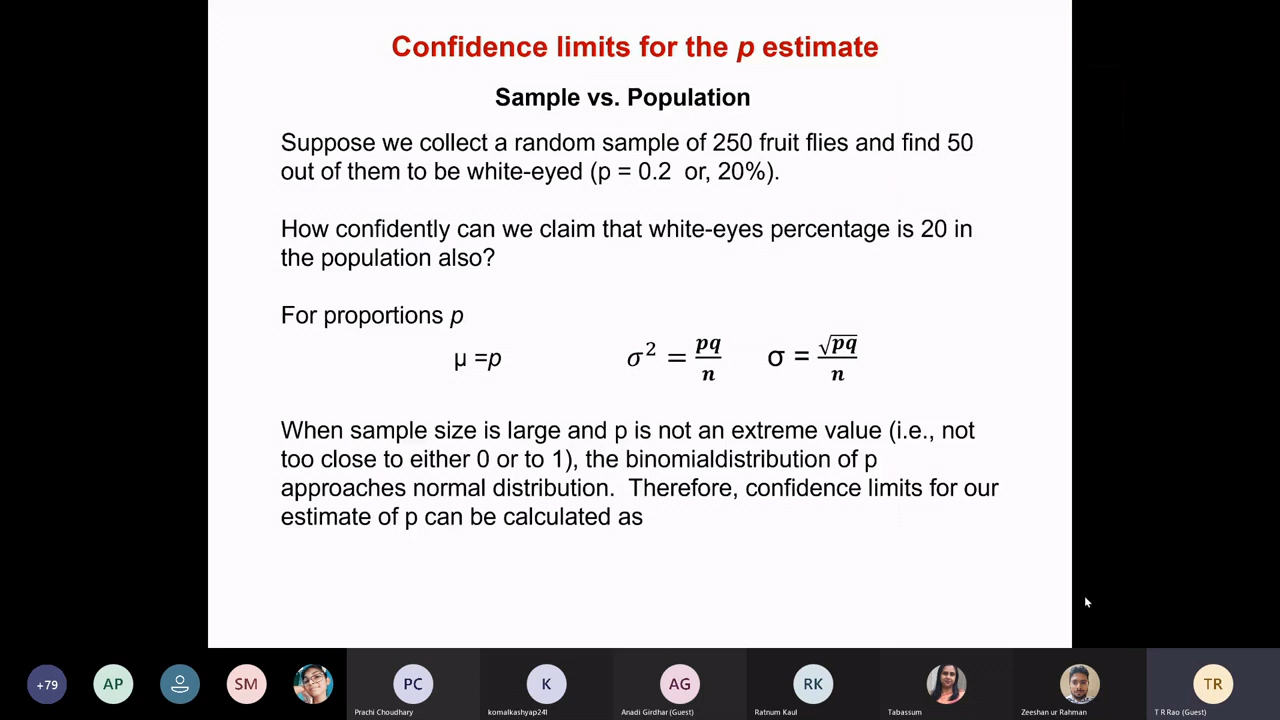 Confidence limits for the p estimate
Sample vs. Population
Suppose we collect a random sample of 250 fruit flies and find 50
out of them to be white-eyed (p = 0.2 or, 20%).
How confidently can we claim that white-eyes percentage is 20 in
the population also?
For proportions p
μ =p σ² = pq/n σ = √pq/n
When sample size is large and p is not an extreme value (i.e., not
too close to either 0 or to 1), the binomialdistribution of p
approaches normal distribution. Therefore, confidence limits for our
estimate of p can be calculated as
+79 AP SM PC K AG RK TR
Prachi Choudhary komalkashyap241 Anadi Girdhar (Guest) Ratnum Kaul Tabassum Zeeshan ur Rahman T R Rao (Guest)